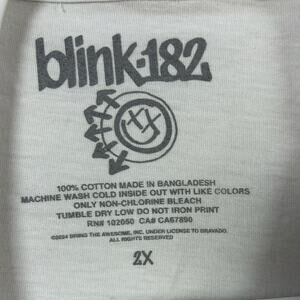 blink-182
100% COTTON MADE IN BANGLADESH
MACHINE WASH COLD INSIDE OUT WITH LIKE COLORS
ONLY NON-CHLORINE BLEACH
TUMBLE DRY LOW DO NOT IRON PRINT
RN# 102050 CA# CA67890
©2024 BRING THE AWESOME, INC. UNDER LICENSE TO BRAVADO.
ALL RIGHTS RESERVED
2X